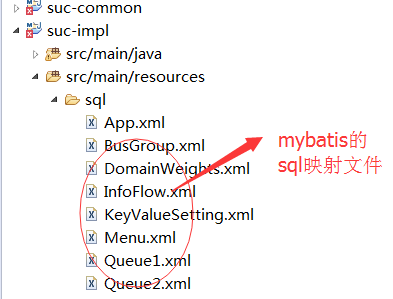 suc-common
suc-impl
src/main/java
src/main/resources
sql
App.xml
BusGroup.xml
DomainWeights.xml
InfoFlow.xml
KeyValueSetting.xml
Menu.xml
Queue1.xml
Queue2.xml
mybatis的
sql映射文件